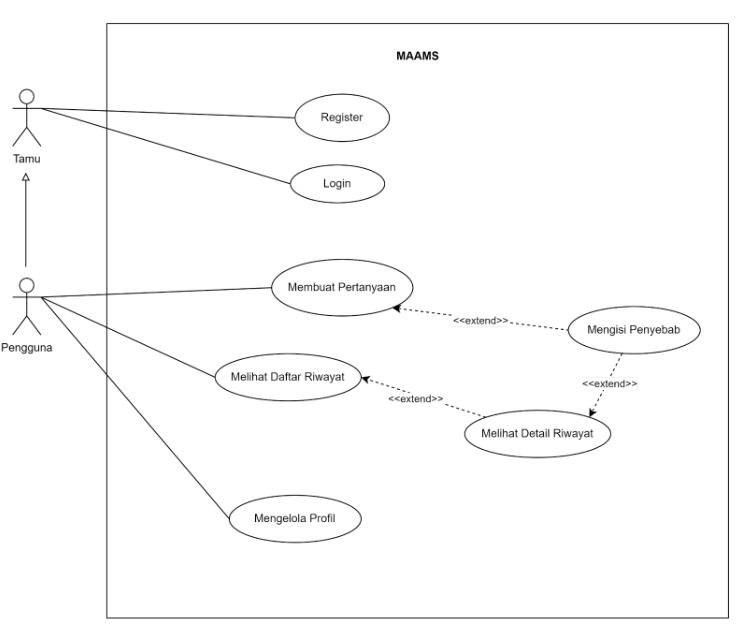 MAAMS
Register
Tamu
Login
Membuat Pertanyaan
<<extend>>
Mengisi Penyebab
Pengguna
Melihat Daftar Riwayat
<<extend>>
<<extend>>
Melihat Detail Riwayat
Mengelola Profil